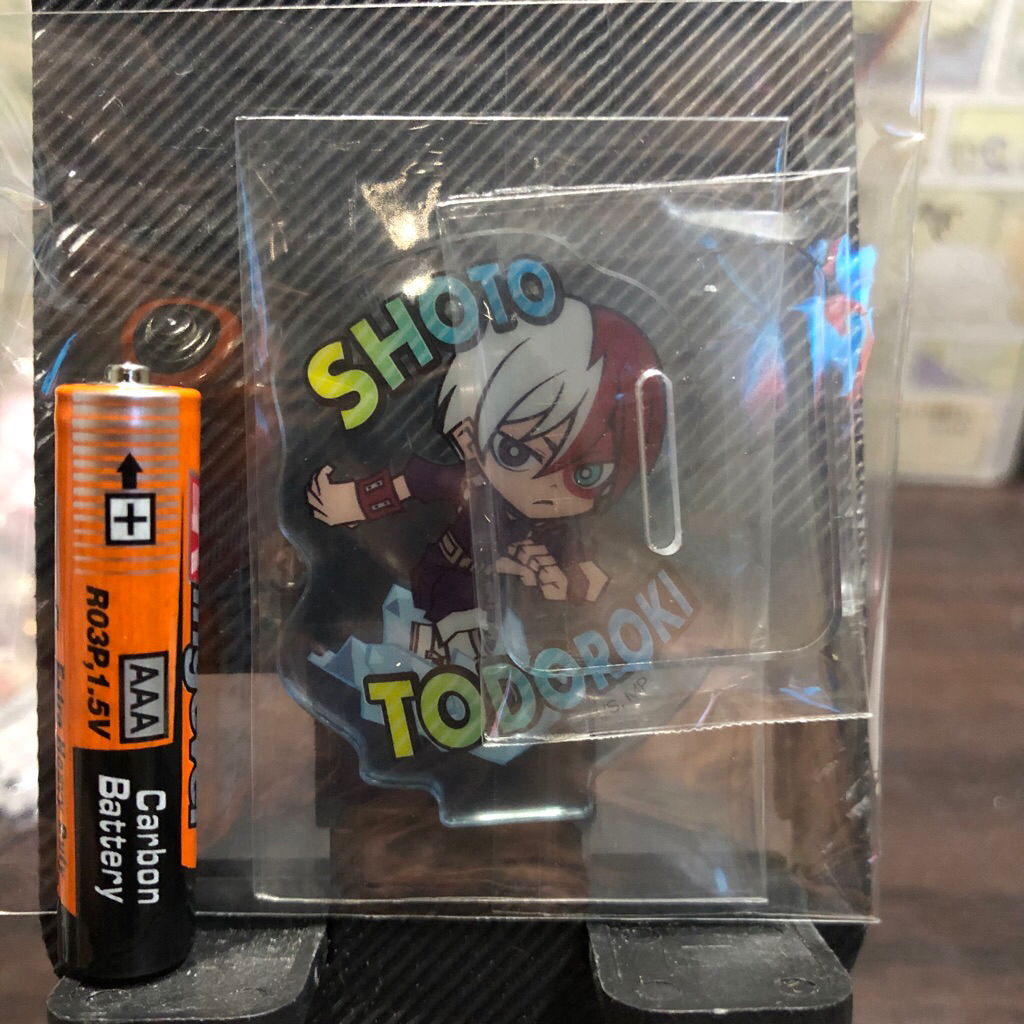 SHOTO
TODOROKI
R03P, 1.5V
AAA
Carbon
Battery